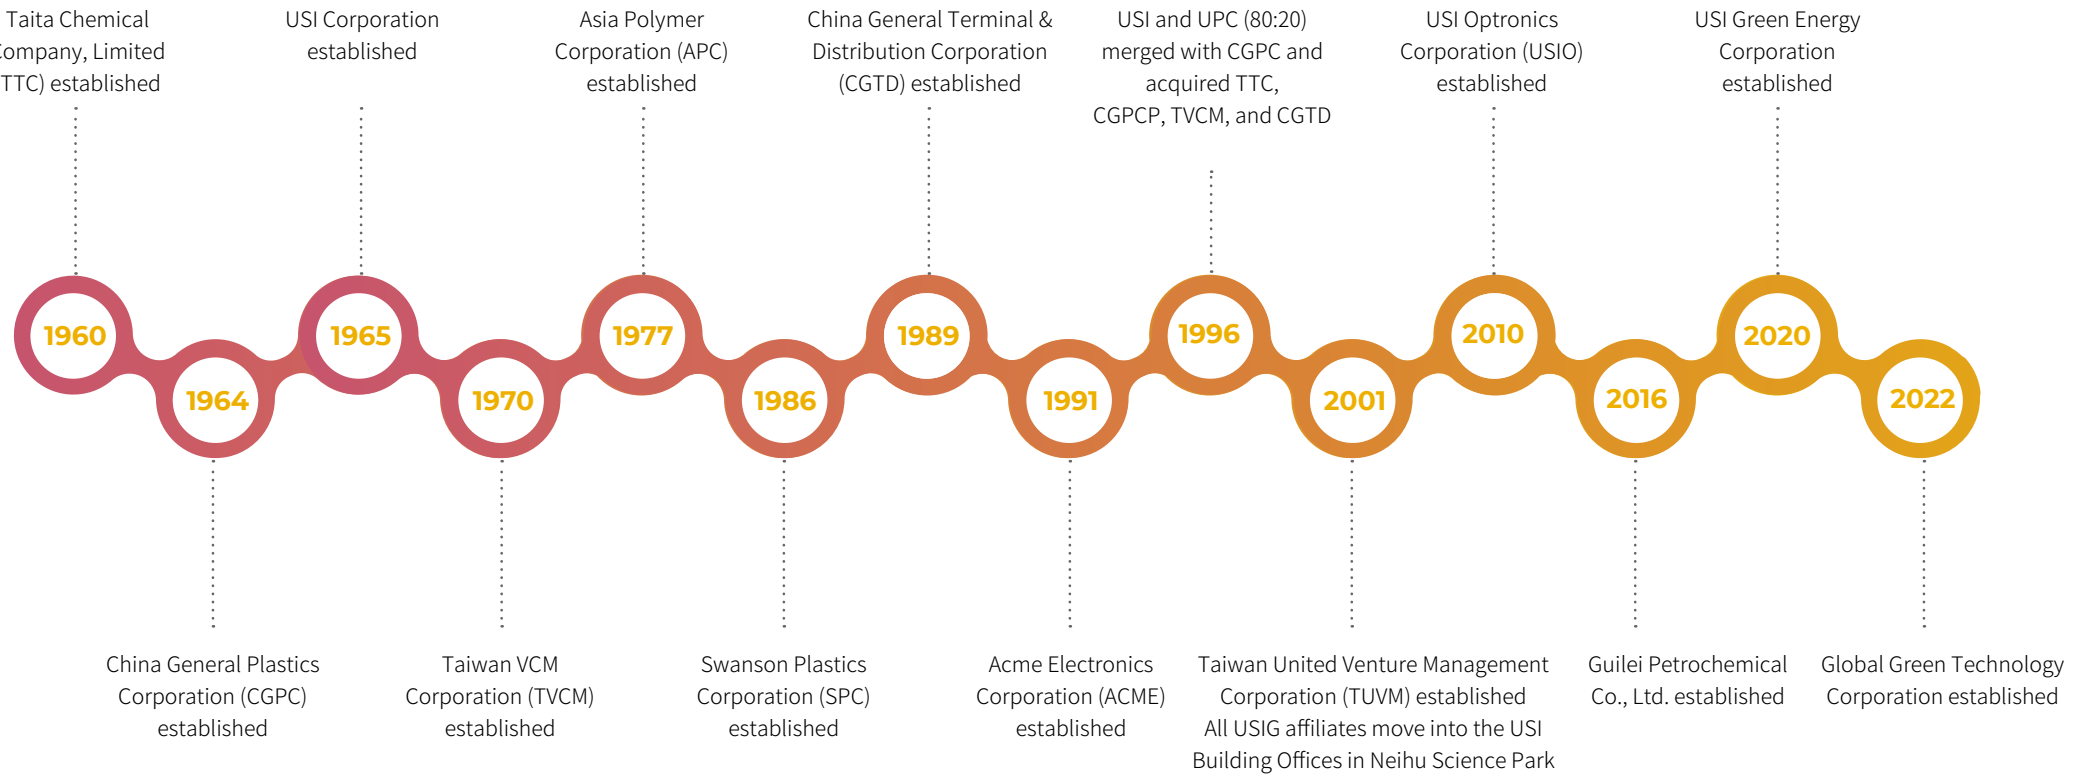 Taita Chemical
Company, Limited
TTC) established
USI Corporation
established
Asia Polymer
Corporation (APC)
established
China General Terminal &
Distribution Corporation
(CGTD) established
USI and UPC (80:20)
merged with CGPC and
acquired TTC,
CGPCP, TVCM, and CGTD
USI Optronics
Corporation (USIO)
established
USI Green Energy
Corporation
established
1960
1964
1965
1970
1977
1986
1989
1991
1996
2001
2010
2016
2020
2022
China General Plastics
Corporation (CGPC)
established
Taiwan VCM
Corporation (TVCM)
established
Swanson Plastics
Corporation (SPC)
established
Acme Electronics
Corporation (ACME)
established
Taiwan United Venture Management
Corporation (TUVM) established
All USIG affiliates move into the USI
Building Offices in Neihu Science Park
Guilei Petrochemical
Co., Ltd. established
Global Green Technology
Corporation established